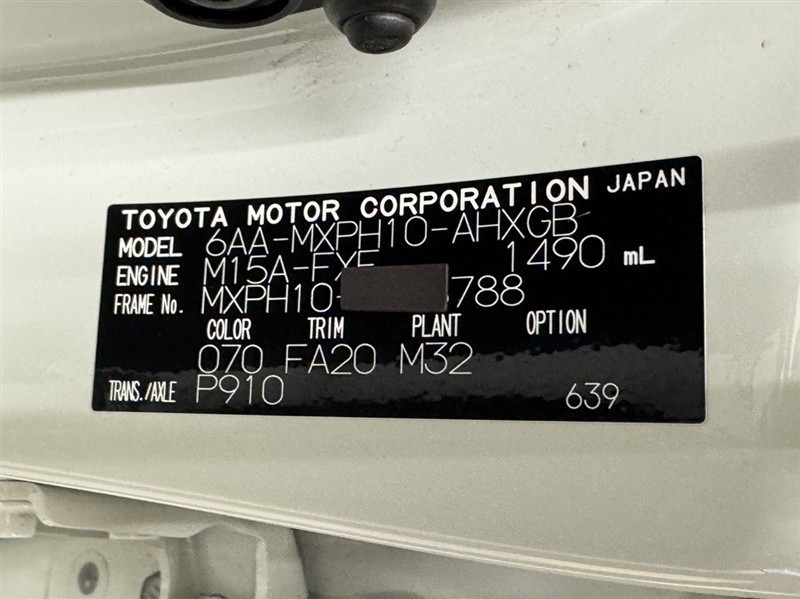 TOYOTA MOTOR CORPORATION JAPAN
MODEL 6AA-MXPH10-AHXGB
ENGINE M15A-FXE 1490 mL
FRAME No. MXPH10- 788
COLOR TRIM PLANT OPTION
070 FA20 M32
TRANS./AXLE P910 639